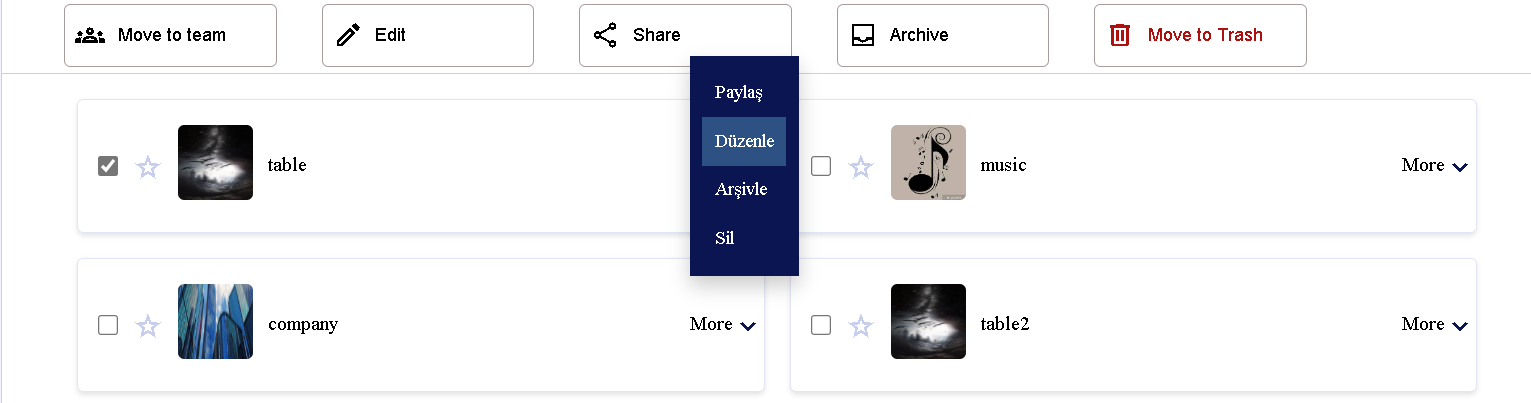 Move to team
Edit
Share
Archive
Move to Trash
Paylaş
Düzenle
Arşivle
Sil
table
music
More
company
More
table2
More